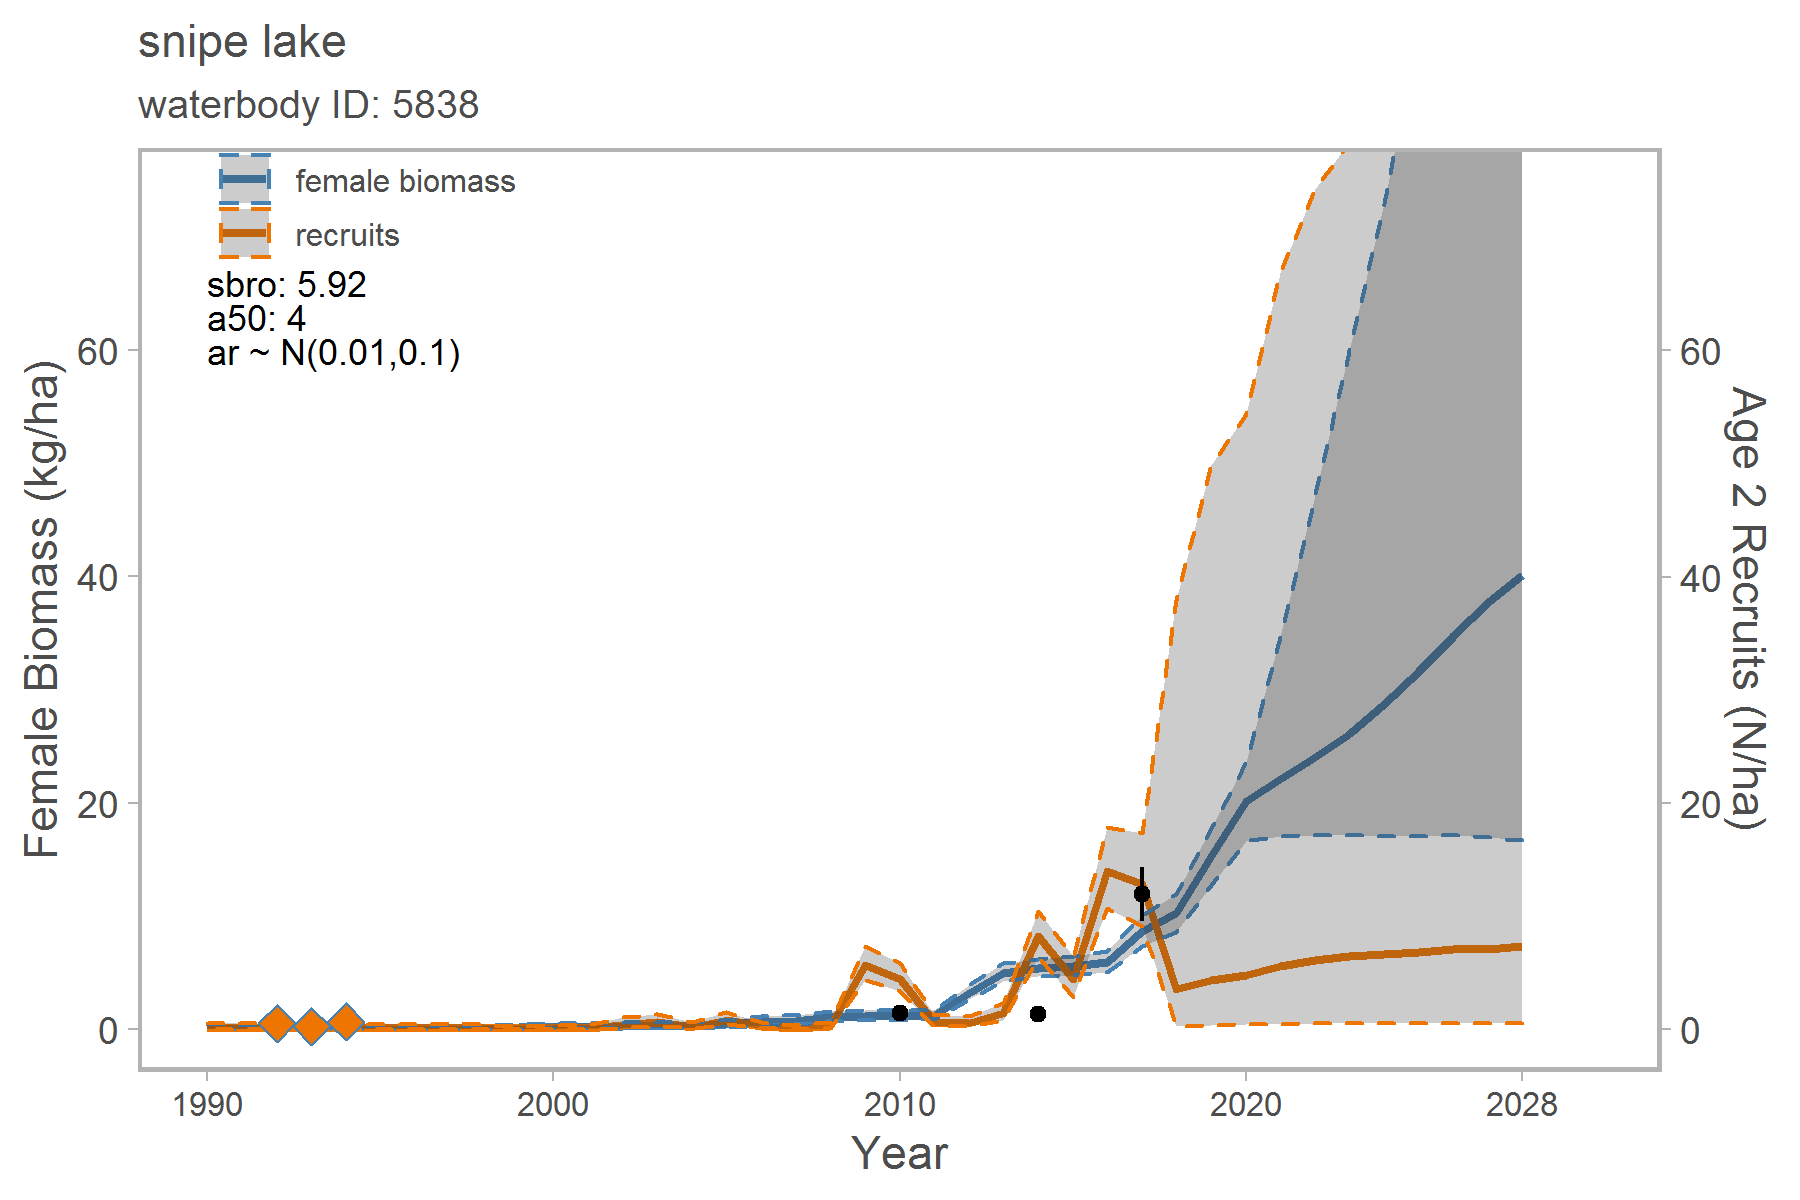 snipe lake
waterbody ID: 5838
female biomass
recruits
sbro: 5.92
a50: 4
ar ~ N(0.01,0.1)
Female Biomass (kg/ha)
60
40
20
0
60
40
20
0
Age 2 Recruits (N/ha)
1990 2000 2010 2020 2028
Year